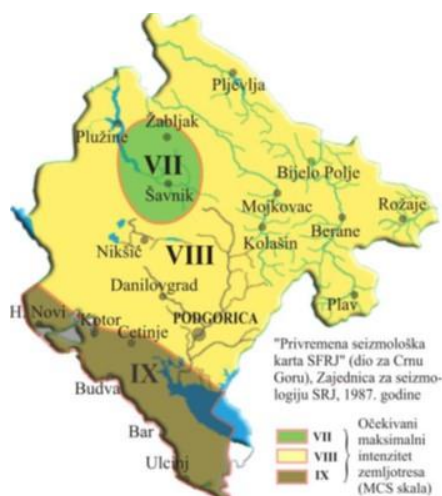 Pljevlja
Žabljak
Plužine
VII
Šavnik
Bijelo Polje
Mojkovac
Rožaje
Berane
Kolašin
Nikšić
VIII
Danilovgrad
Plav
H. Novi
Kotor
PODGORICA
Cetinje
IX
Budva
Bar
Ulcinj
"Privremena seizmološka
karta SFRJ" (dio za Crnu
Goru), Zajednica za seizmo-
logiju SRJ, 1987. godine
VII
VIII
IX
Očekivani
maksimalni
intenzitet
zemljotresa
(MCS skala)